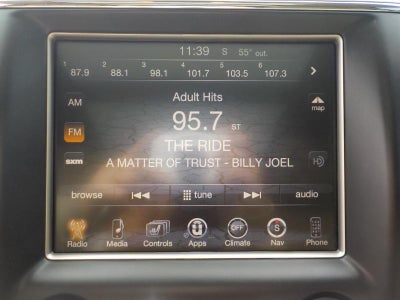 11:39 S 55° out.
1 87.9 2 88.1 3 98.1 4 101.7 5 103.5 6 107.3 >
AM
Adult Hits
map
95.7 ST
FM
THE RIDE
sxm
A MATTER OF TRUST - BILLY JOEL
HD
browse tune audio
OFF S
Radio Media Controls Apps Climate Nav Phone